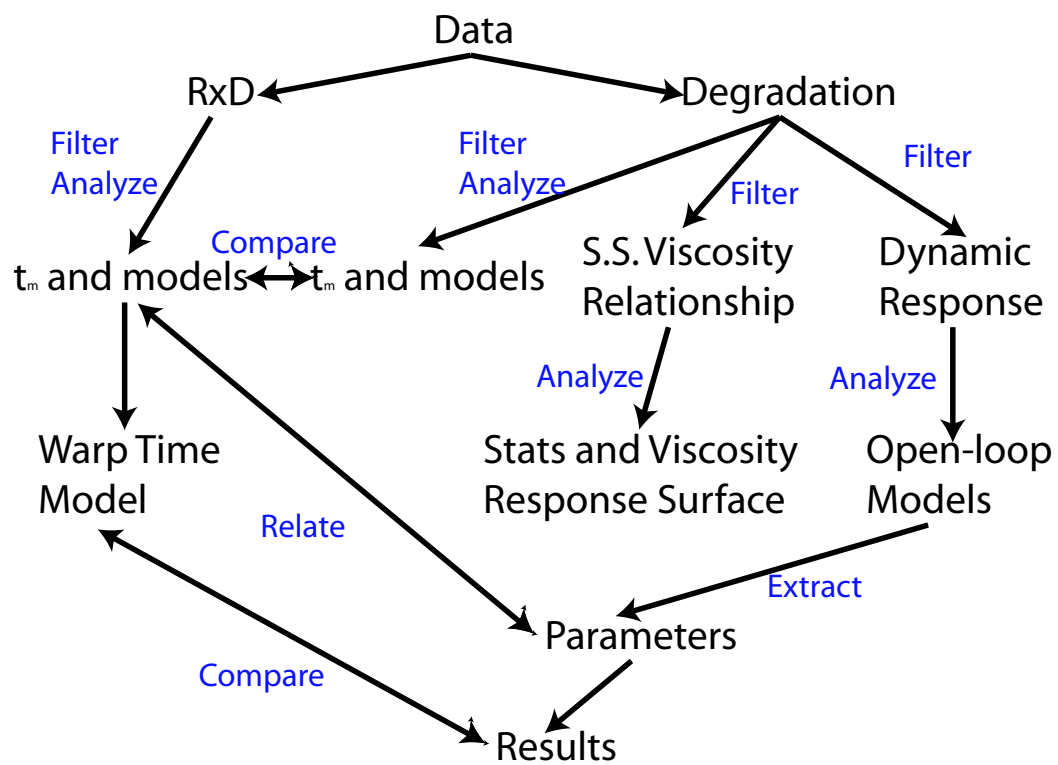 Data
RxD
Degradation
Filter
Analyze
Filter
Analyze
Filter
Filter
Compare
tm and models
tm and models
S.S. Viscosity
Relationship
Dynamic
Response
Analyze
Analyze
Warp Time
Model
Stats and Viscosity
Response Surface
Open-loop
Models
Relate
Extract
Parameters
Compare
Results